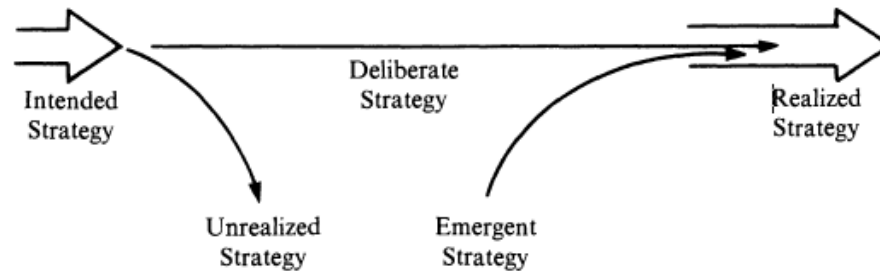 Intended
Strategy
Deliberate
Strategy
Realized
Strategy
Unrealized
Strategy
Emergent
Strategy